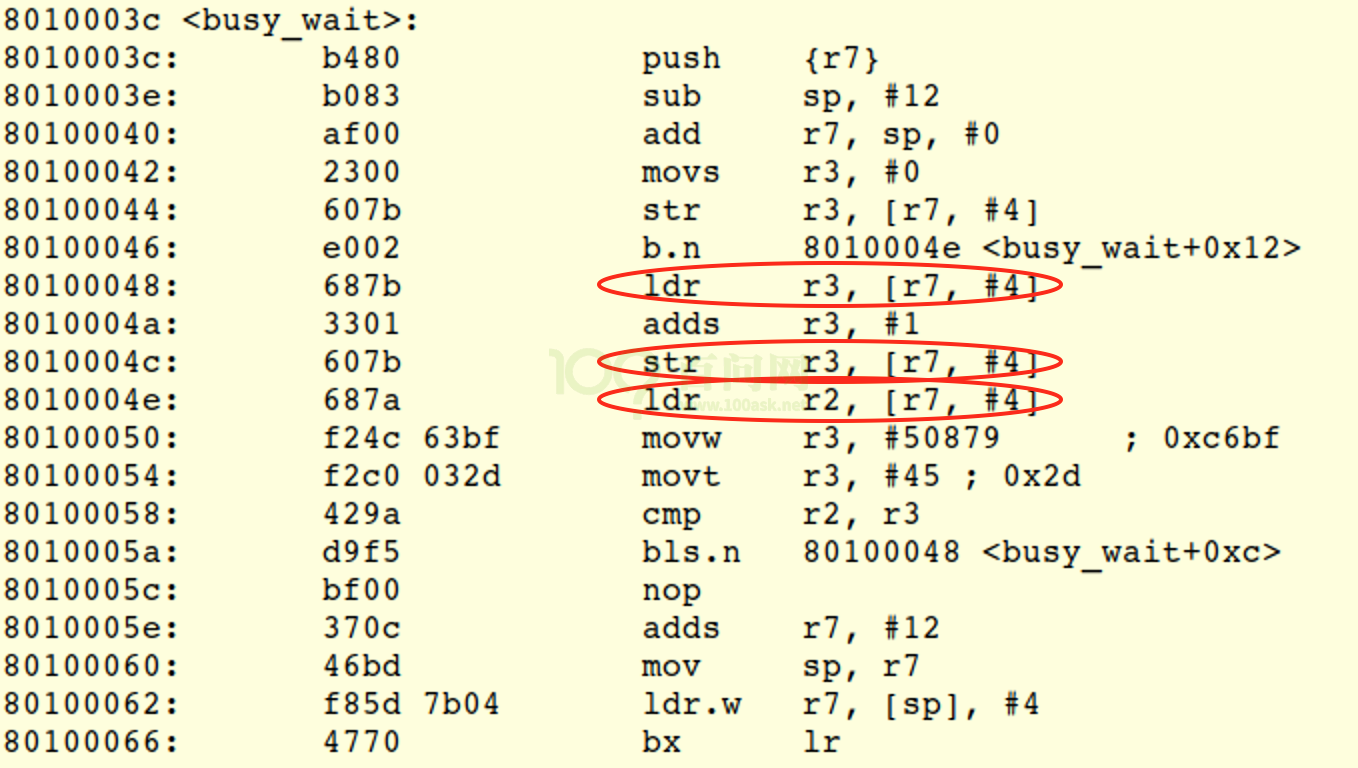 8010003c <busy_wait>:
8010003c: b480 push {r7}
8010003e: b083 sub sp, #12
80100040: af00 add r7, sp, #0
80100042: 2300 movs r3, #0
80100044: 607b str r3, [r7, #4]
80100046: e002 b.n 8010004e <busy_wait+0x12>
80100048: 687b ldr r3, [r7, #4]
8010004a: 3301 adds r3, #1
8010004c: 607b str r3, [r7, #4]
8010004e: 687a ldr r2, [r7, #4]
80100050: f24c 63bf movw r3, #50879 ; 0xc6bf
80100054: f2c0 032d movt r3, #45 ; 0x2d
80100058: 429a cmp r2, r3
8010005a: d9f5 bls.n 80100048 <busy_wait+0xc>
8010005c: bf00 nop
8010005e: 370c adds r7, #12
80100060: 46bd mov sp, r7
80100062: f85d 7b04 ldr.w r7, [sp], #4
80100066: 4770 bx lr
百问网
www.100ask.net